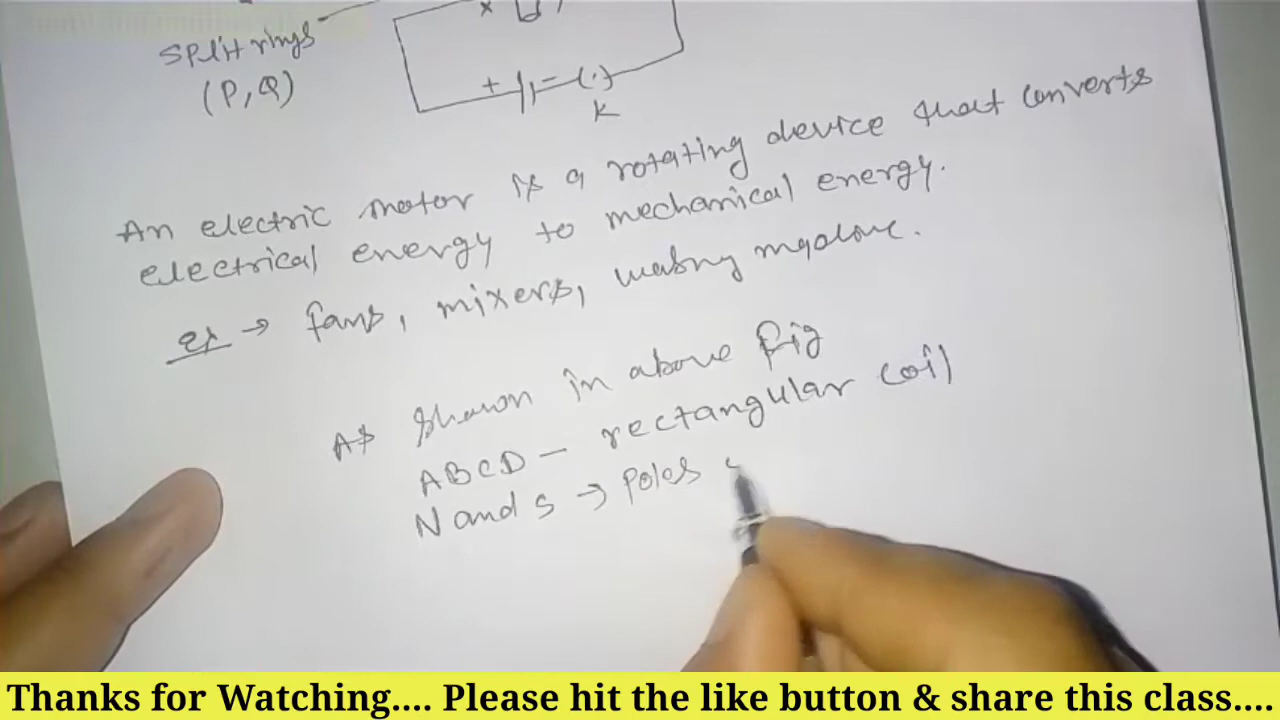 Split rings
(P, Q)
x
+ -
(.)
K
An electric motor is a rotating device that converts
electrical energy to mechanical energy.
ex → fans, mixers,
As shown in above fig
ABCD - rectangular coil
N and S → Poles
Thanks for Watching.... Please hit the like button & share this class....